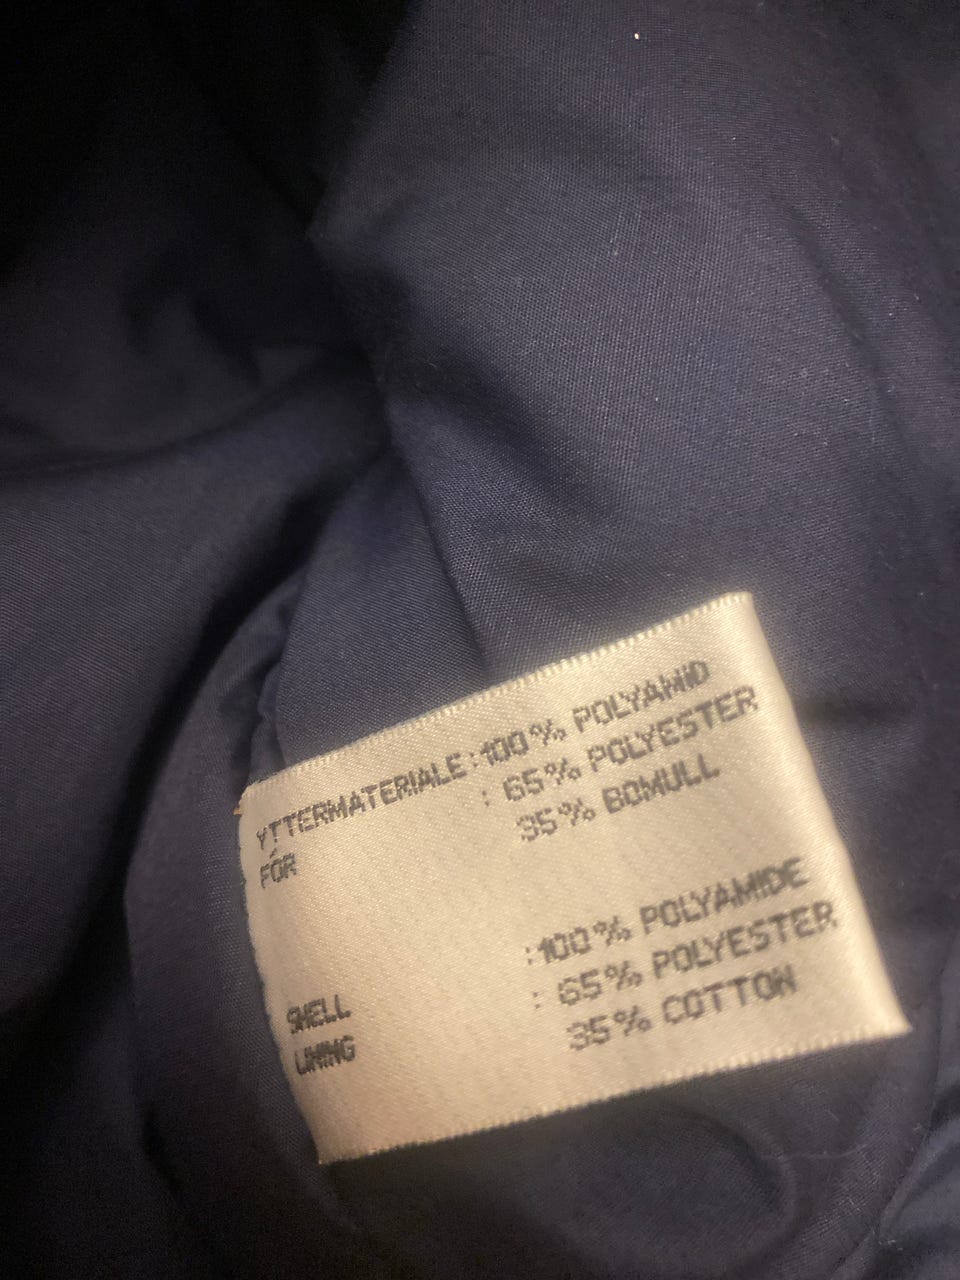 YTTERMATERIALE :100% POLYAMID
FÓR : 65% POLYESTER
35% BOMULL
SHELL :100% POLYAMIDE
LINING : 65% POLYESTER
35% COTTON